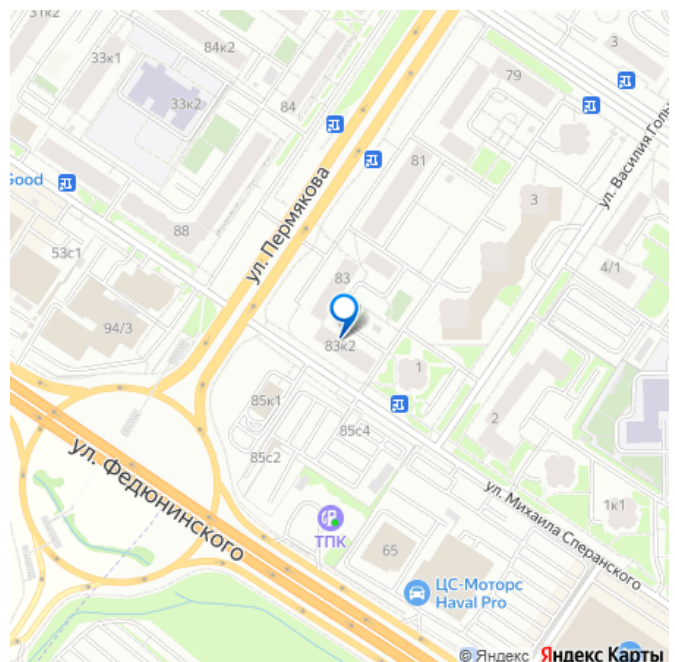 31к2
84к2
3
33к1
79
33к2
84
81
Good
ул. Пермякова
ул. Василия Голь
3
88
53с1
83
4/1
94/3
83к2
1
85к1
2
85с4
85с2
ул. Федюнинского
ул. Михаила Сперанского
1к1
ТПК
65
ЦС-Моторс
Haval Pro
© Яндекс Яндекс Карты